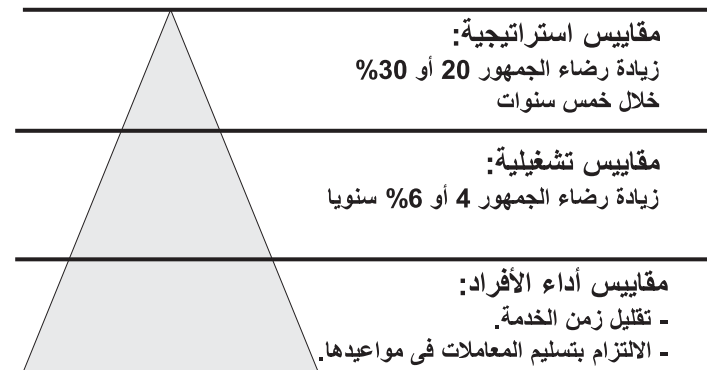 مقاييس استراتيجية:
زيادة رضاء الجمهور 20 أو 30%
خلال خمس سنوات
مقاييس تشغيلية:
زيادة رضاء الجمهور 4 أو 6% سنويا
مقاييس أداء الأفراد:
- تقليل زمن الخدمة.
- الالتزام بتسليم المعاملات فى مواعيدها.